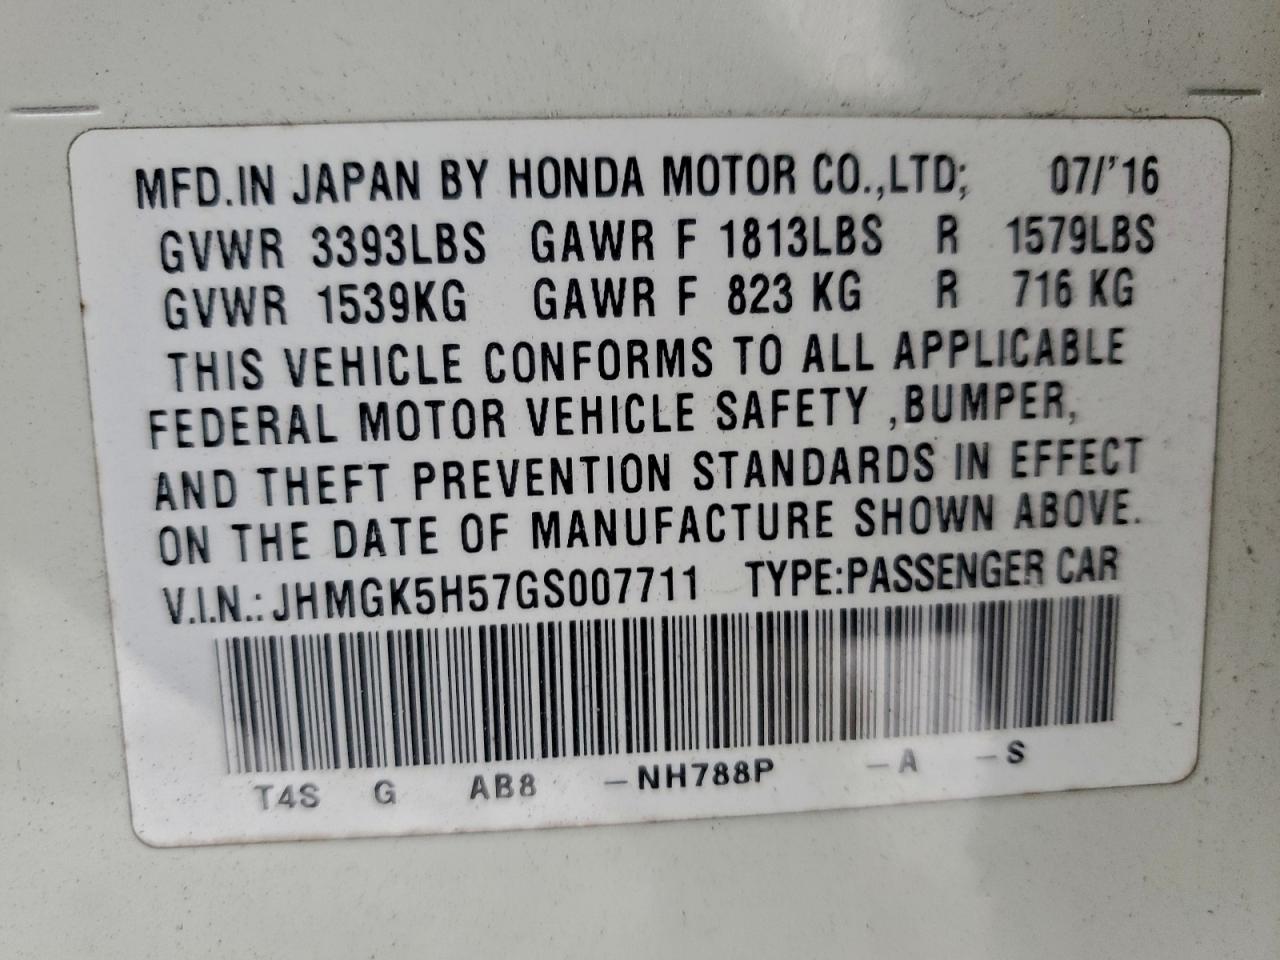 MFD.IN JAPAN BY HONDA MOTOR CO.,LTD; 07/'16
GVWR 3393LBS GAWR F 1813LBS R 1579LBS
GVWR 1539KG GAWR F 823 KG R 716 KG
THIS VEHICLE CONFORMS TO ALL APPLICABLE
FEDERAL MOTOR VEHICLE SAFETY ,BUMPER,
AND THEFT PREVENTION STANDARDS IN EFFECT
ON THE DATE OF MANUFACTURE SHOWN ABOVE.
V.I.N.: JHMGK5H57GS007711 TYPE:PASSENGER CAR
T4S G AB8 –NH788P –A –S